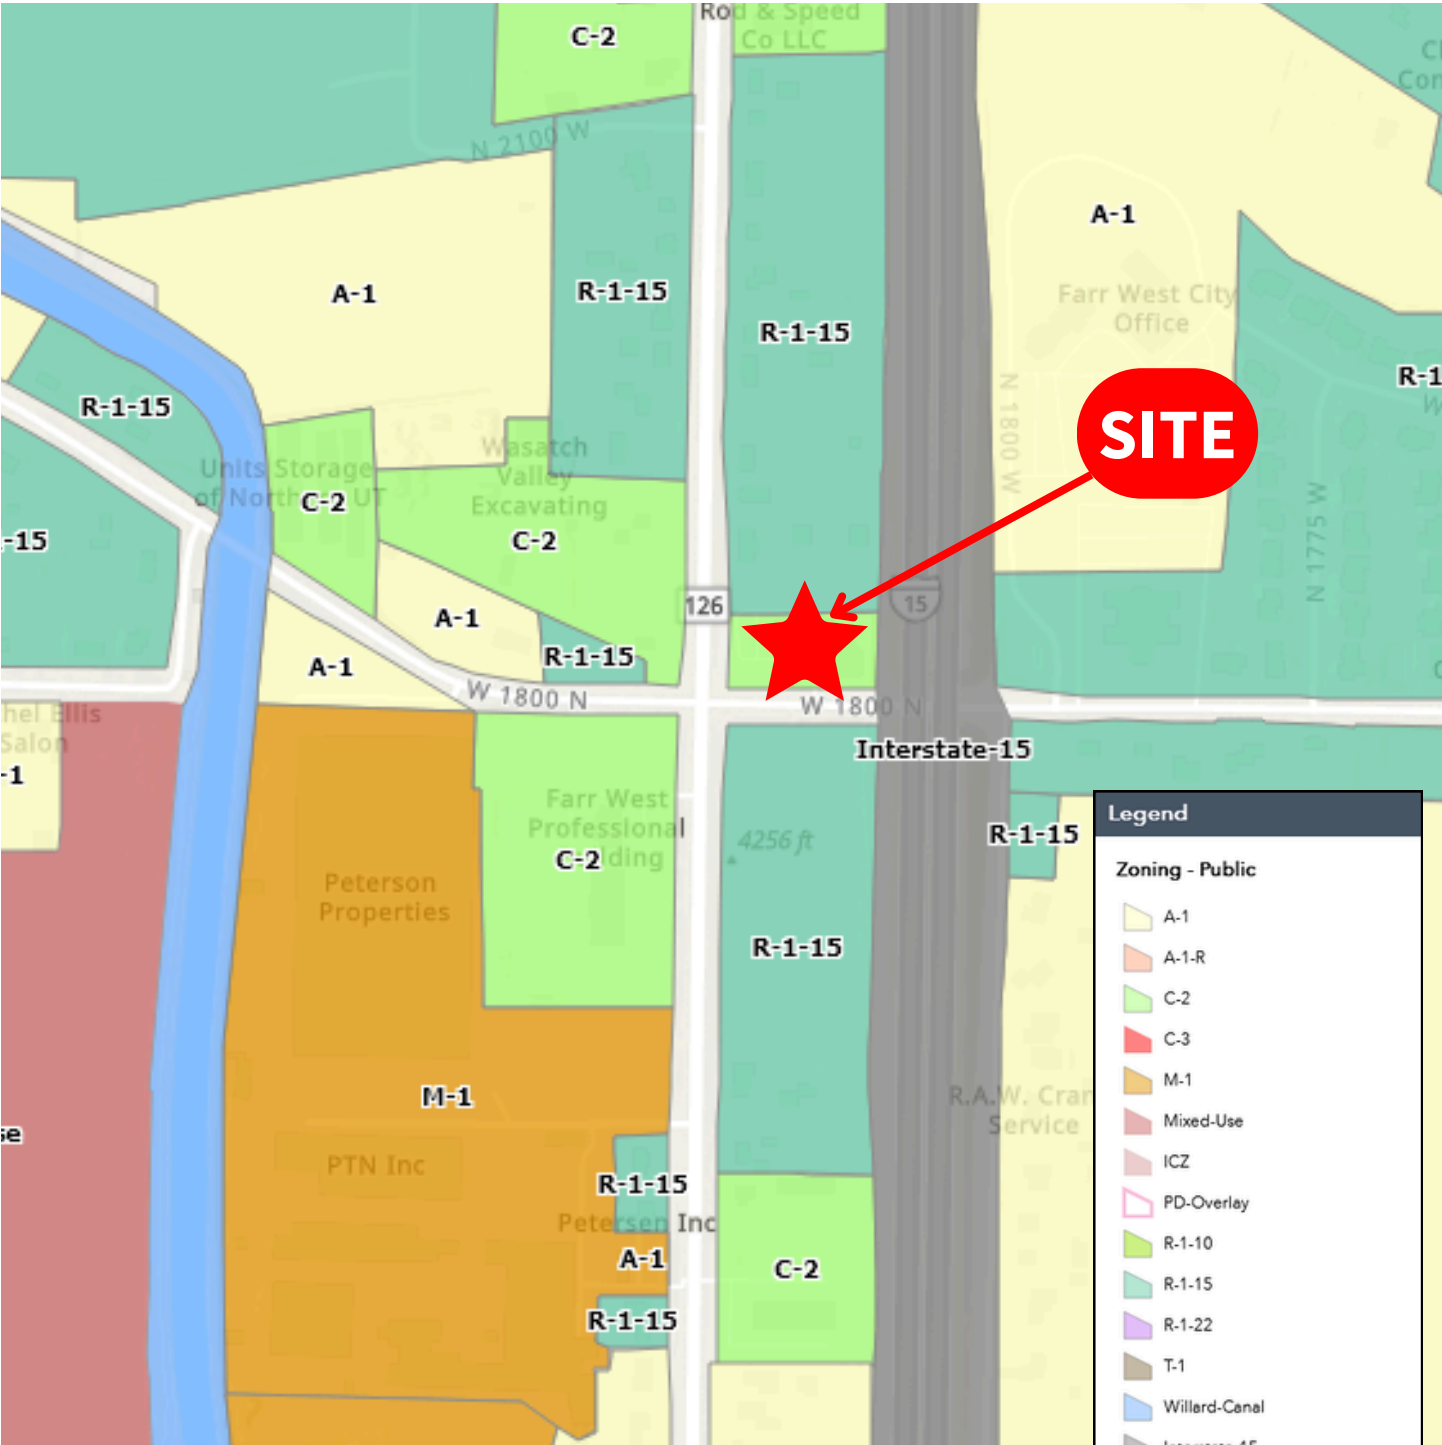 Rod & Speed
Co LLC
C-2
N 2100 W
A-1
R-1-15
R-1-15
A-1
Farr West City
Office
R-1-15
R-1
N 1800 W
SITE
Units Storage
of Northern UT
C-2
Wasatch
Valley
Excavating
C-2
-15
N 1775 W
126
15
A-1
R-1-15
A-1
W 1800 N
W 1800 N
hel Ellis
Salon
-1
Interstate-15
Farr West
Professional
lding
C-2
4256 ft
R-1-15
Peterson
Properties
R-1-15
M-1
R.A.W. Cran
Service
se
PTN Inc
R-1-15
Petersen Inc
A-1
C-2
R-1-15
Legend
Zoning - Public
A-1
A-1-R
C-2
C-3
M-1
Mixed-Use
ICZ
PD-Overlay
R-1-10
R-1-15
R-1-22
T-1
Willard-Canal